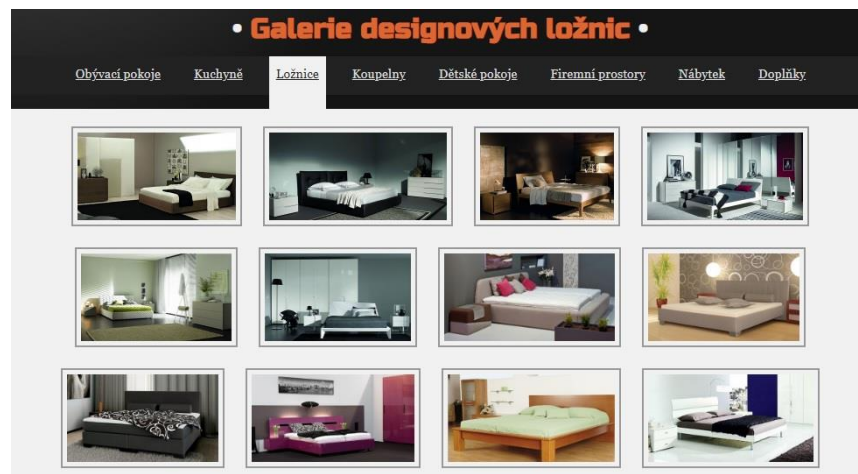 • Galerie designových ložnic •
Obývací pokoje Kuchyně Ložnice Koupelny Dětské pokoje Firemní prostory Nábytek Doplňky